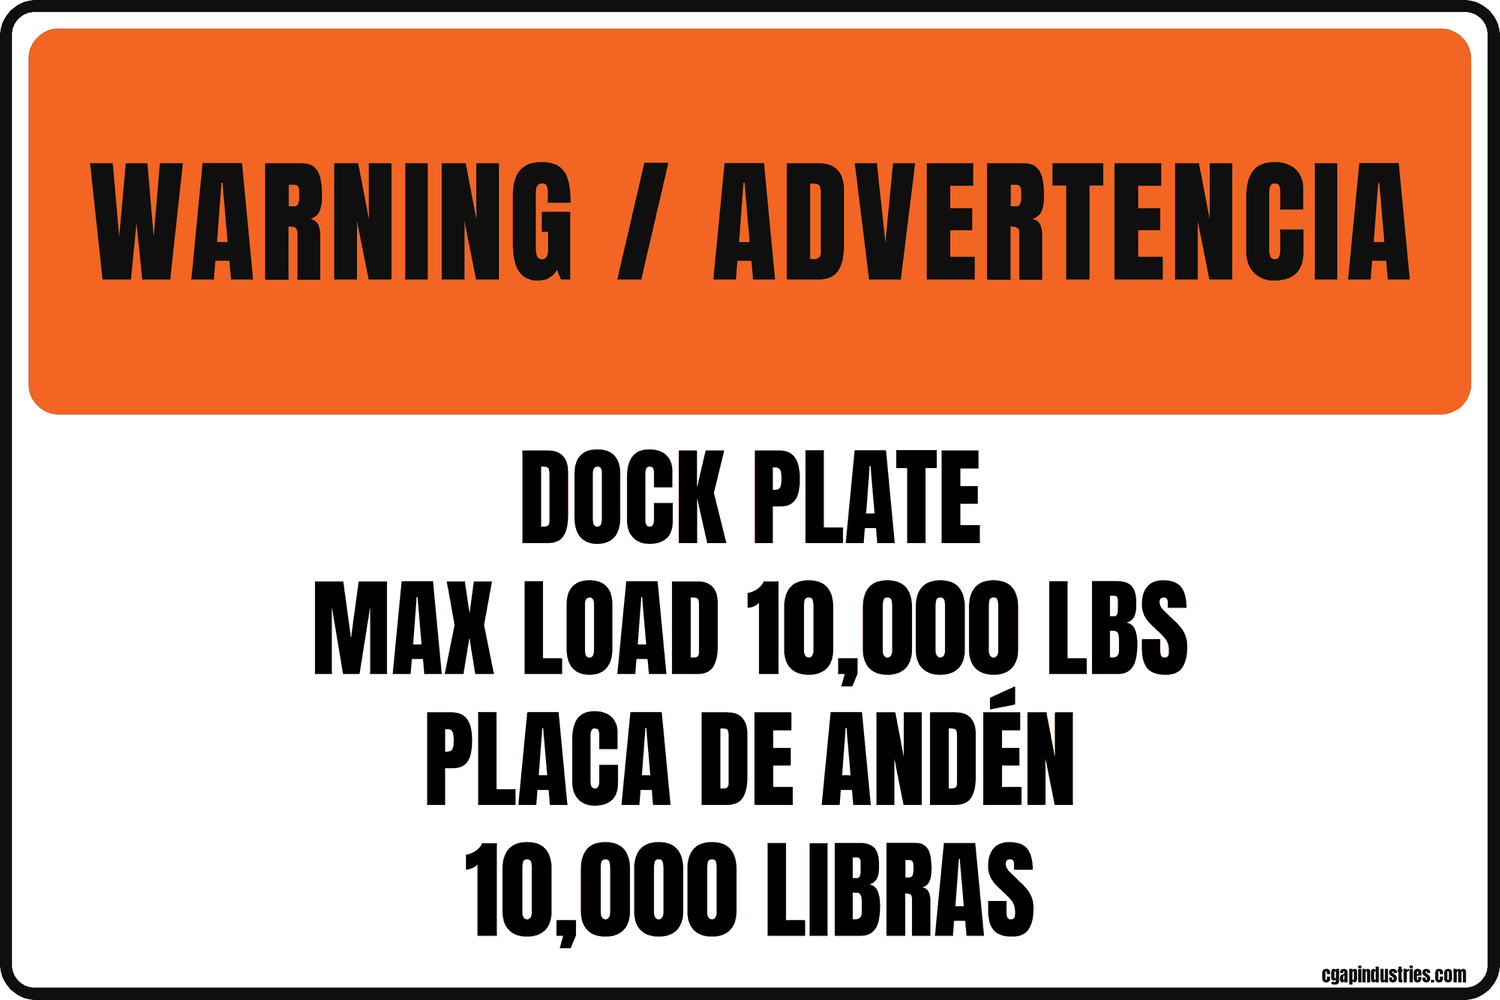 WARNING / ADVERTENCIA
DOCK PLATE
MAX LOAD 10,000 LBS
PLACA DE ANDÉN
10,000 LIBRAS
cgapindustries.com